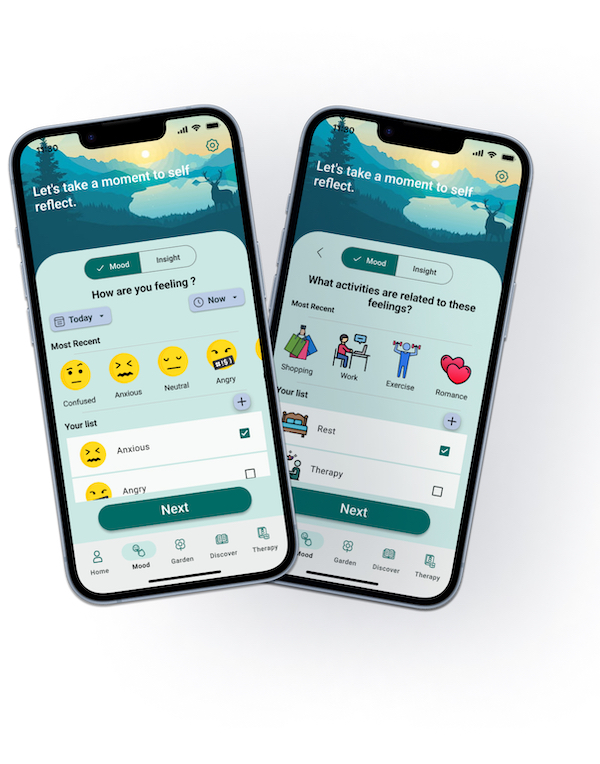 11:30
Let's take a moment to self
reflect.
Mood
Insight
How are you feeling ?
Today
Now
Most Recent
Confused
Anxious
Neutral
Angry
Your list
Anxious
Angry
Next
Home
Mood
Garden
Discover
Therapy
11:30
Let's take a moment to self
reflect.
Mood
Insight
What activities are related to these
feelings?
Most Recent
Shopping
Work
Exercise
Romance
Your list
Rest
Therapy
Next
Mood
Garden
Discover
Therapy